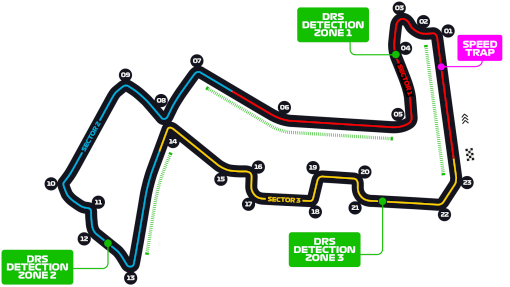 DRS
DETECTION
ZONE 1
03
02
01
SPEED
TRAP
04
SECTOR 1
05
06
07
08
09
SECTOR 2
10
11
12
13
14
15
16
17
SECTOR 3
18
19
20
21
22
23
DRS
DETECTION
ZONE 2
DRS
DETECTION
ZONE 3